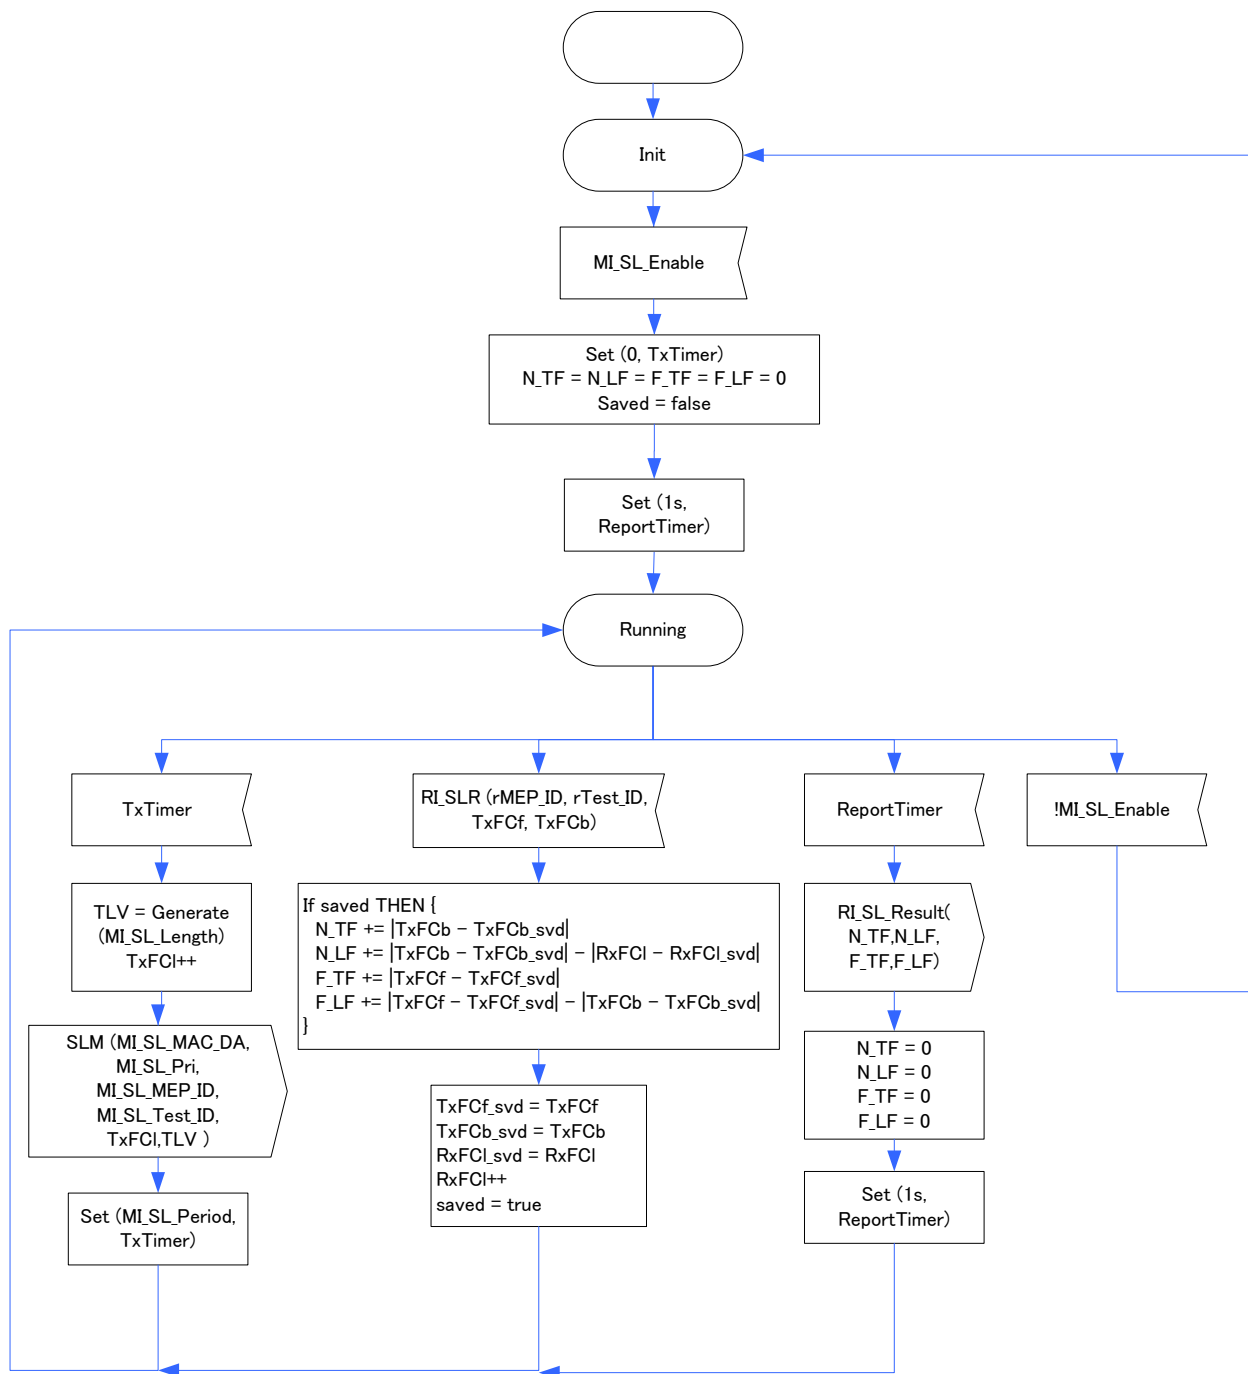 Init
MI_SL_Enable
Set (0, TxTimer)
N_TF = N_LF = F_TF = F_LF = 0
Saved = false
Set (1s,
ReportTimer)
Running
TxTimer
TLV = Generate
(MI_SL_Length)
TxFCl++
SLM (MI_SL_MAC_DA,
MI_SL_Pri,
MI_SL_MEP_ID,
MI_SL_Test_ID,
TxFCl,TLV )
Set (MI_SL_Period,
TxTimer)
RI_SLR (rMEP_ID, rTest_ID,
TxFCf, TxFCb)
If saved THEN {
N_TF += |TxFCb - TxFCb_svd|
N_LF += |TxFCb - TxFCb_svd| - |RxFCl - RxFCl_svd|
F_TF += |TxFCf - TxFCf_svd|
F_LF += |TxFCf - TxFCf_svd| - |TxFCb - TxFCb_svd|
}
TxFCf_svd = TxFCf
TxFCb_svd = TxFCb
RxFCl_svd = RxFCl
RxFCl++
saved = true
ReportTimer
RI_SL_Result(
N_TF,N_LF,
F_TF,F_LF)
N_TF = 0
N_LF = 0
F_TF = 0
F_LF = 0
Set (1s,
ReportTimer)
!MI_SL_Enable